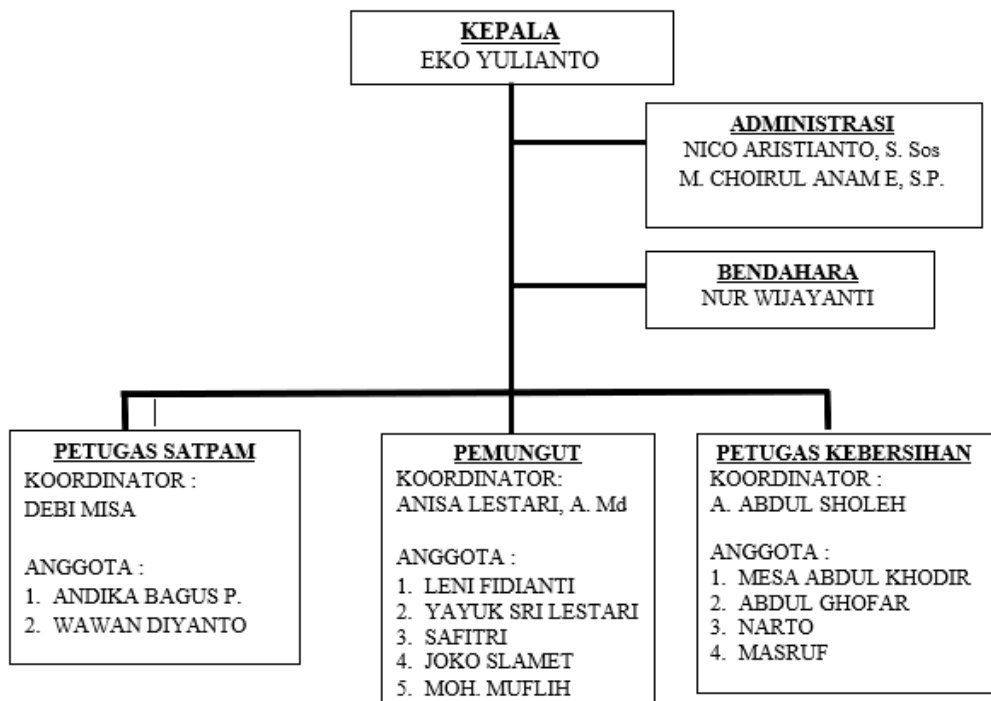 KEPALA
EKO YULIANTO
ADMINISTRASI
NICO ARISTIANTO, S. Sos
M. CHOIRUL ANAM E, S.P.
BENDAHARA
NUR WIJAYANTI
PETUGAS SATPAM
KOORDINATOR :
DEBI MISA
ANGGOTA :
1. ANDIKA BAGUS P.
2. WAWAN DIYANTO
PEMUNGUT
KOORDINATOR:
ANISA LESTARI, A. Md
ANGGOTA :
1. LENI FIDIANTI
2. YAYUK SRI LESTARI
3. SAFITRI
4. JOKO SLAMET
5. MOH. MUFLIH
PETUGAS KEBERSIHAN
KOORDINATOR :
A. ABDUL SHOLEH
ANGGOTA :
1. MESA ABDUL KHODIR
2. ABDUL GHOFAR
3. NARTO
4. MASRUF